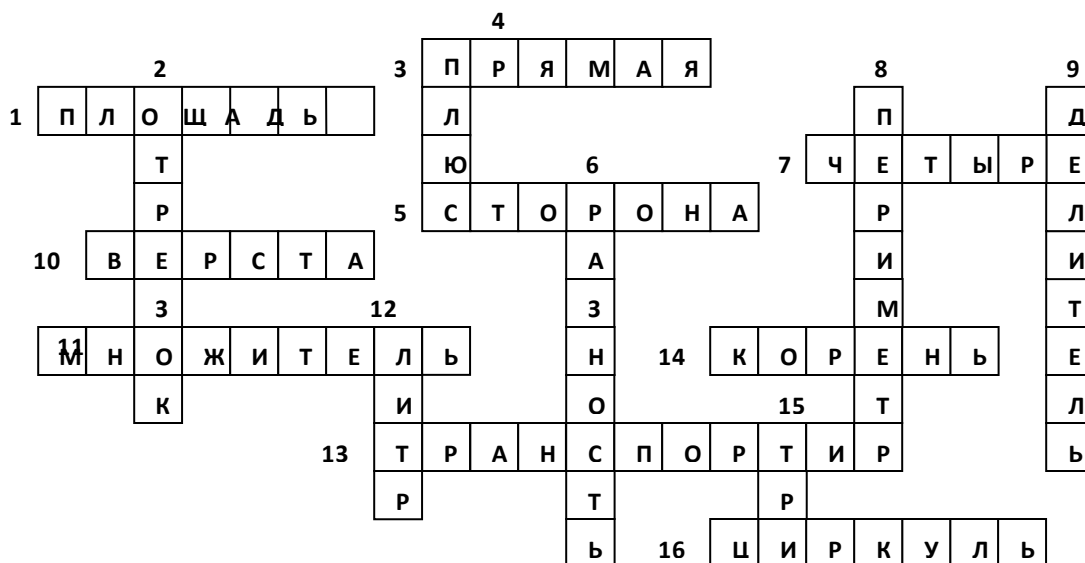 4
2 3 П Р Я М А Я 8 9
1 П Л О Щ А Д Ь Л П Д
Т Ю 6 7 Ч Е Т Ы Р Е
Р 5 С Т О Р О Н А Р Л
10 В Е Р С Т А А И И
З 12 З М Т
11 М Н О Ж И Т Е Л Ь Н 14 К О Р Е Н Ь Е
К И О 15 Т Л
13 Т Р А Н С П О Р Т И Р Ь
Р Т Р
Ь 16 Ц И Р К У Л Ь